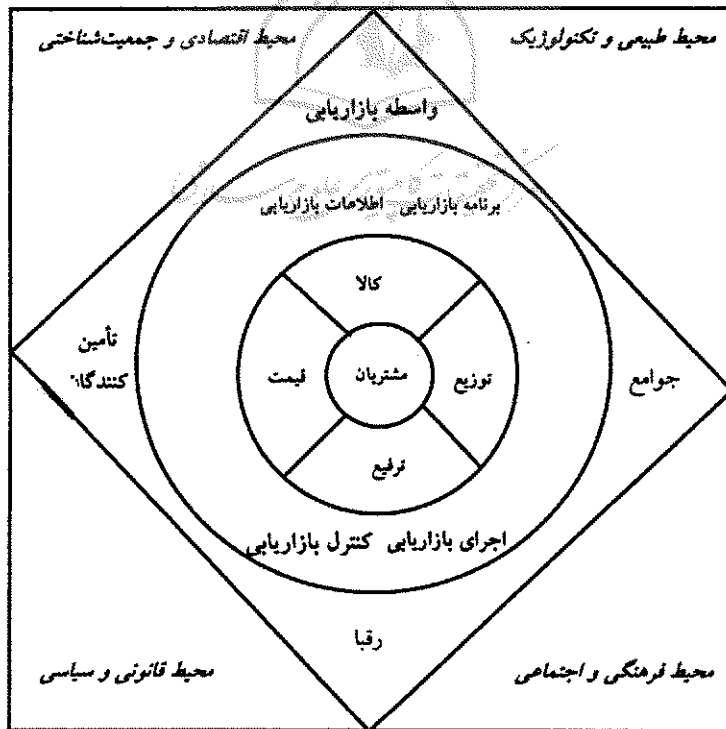 محیط طبیعی و تکنولوژیک
محیط اقتصادی و جمعیت‌شناختی
واسطه بازاریابی
برنامه بازاریابی اطلاعات بازاریابی
کالا
تأمین
کنندگان
قیمت
مشتریان
توزیع
جوامع
ترفیع
اجرای بازاریابی کنترل بازاریابی
رقبا
محیط فرهنگی و اجتماعی
محیط قانونی و سیاسی